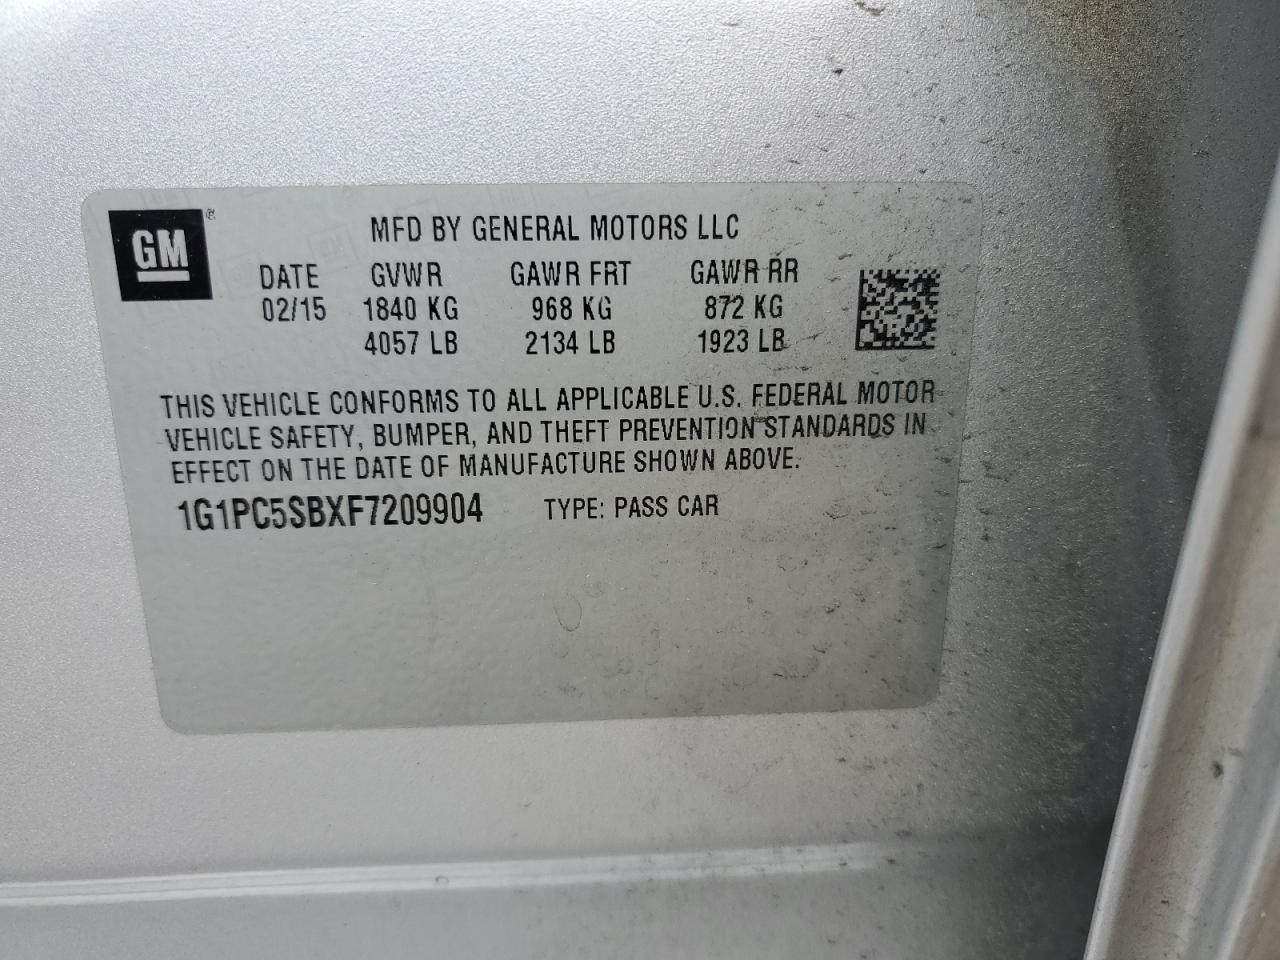 GM ®
MFD BY GENERAL MOTORS LLC
DATE GVWR GAWR FRT GAWR RR
02/15 1840 KG 968 KG 872 KG
4057 LB 2134 LB 1923 LB
THIS VEHICLE CONFORMS TO ALL APPLICABLE U.S. FEDERAL MOTOR
VEHICLE SAFETY, BUMPER, AND THEFT PREVENTION STANDARDS IN
EFFECT ON THE DATE OF MANUFACTURE SHOWN ABOVE.
1G1PC5SBXF7209904 TYPE: PASS CAR